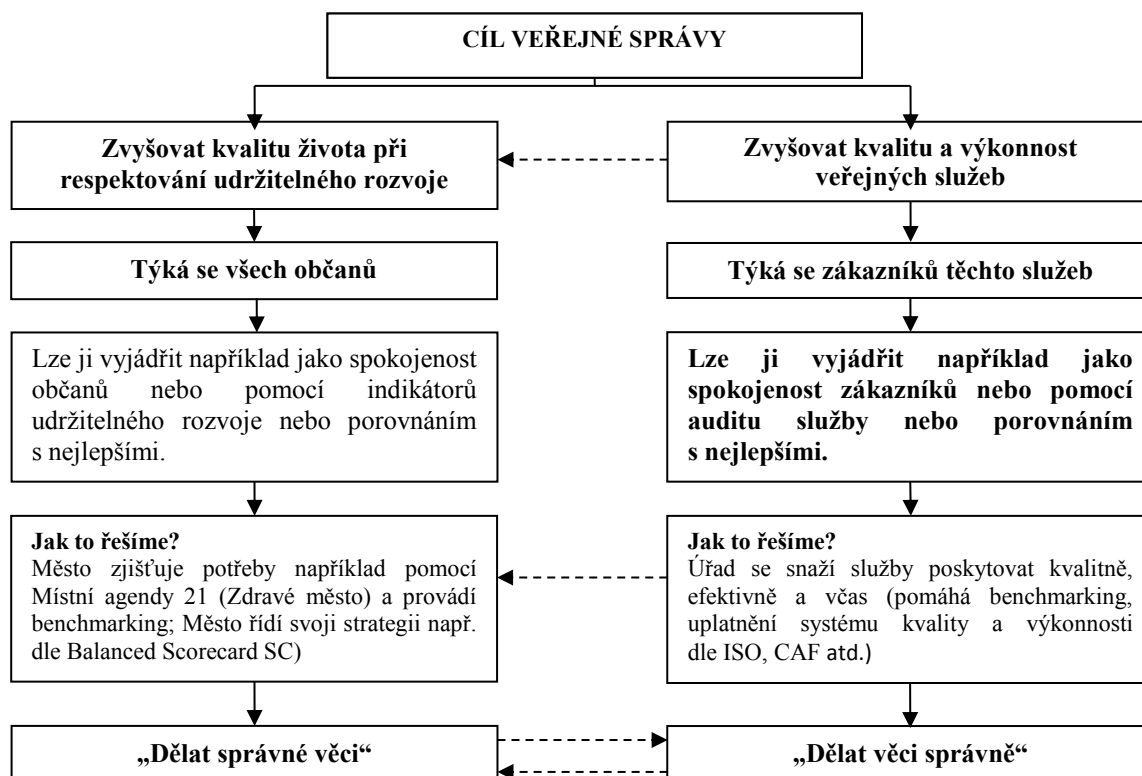 CÍL VEŘEJNÉ SPRÁVY
Zvyšovat kvalitu života při
respektování udržitelného rozvoje
Zvyšovat kvalitu a výkonnost
veřejných služeb
Týká se všech občanů
Týká se zákazníků těchto služeb
Lze ji vyjádřit například jako spokojenost
občanů nebo pomocí indikátorů
udržitelného rozvoje nebo porovnáním
s nejlepšími.
Lze ji vyjádřit například jako
spokojenost zákazníků nebo pomocí
auditu služby nebo porovnáním
s nejlepšími.
Jak to řešíme?
Město zjišťuje potřeby například pomocí
Místní agendy 21 (Zdravé město) a provádí
benchmarking; Město řídí svoji strategii např.
dle Balanced Scorecard SC)
Jak to řešíme?
Úřad se snaží služby poskytovat kvalitně,
efektivně a včas (pomáhá benchmarking,
uplatnění systému kvality a výkonnosti
dle ISO, CAF atd.)
„Dělat správné věci“
„Dělat věci správně“